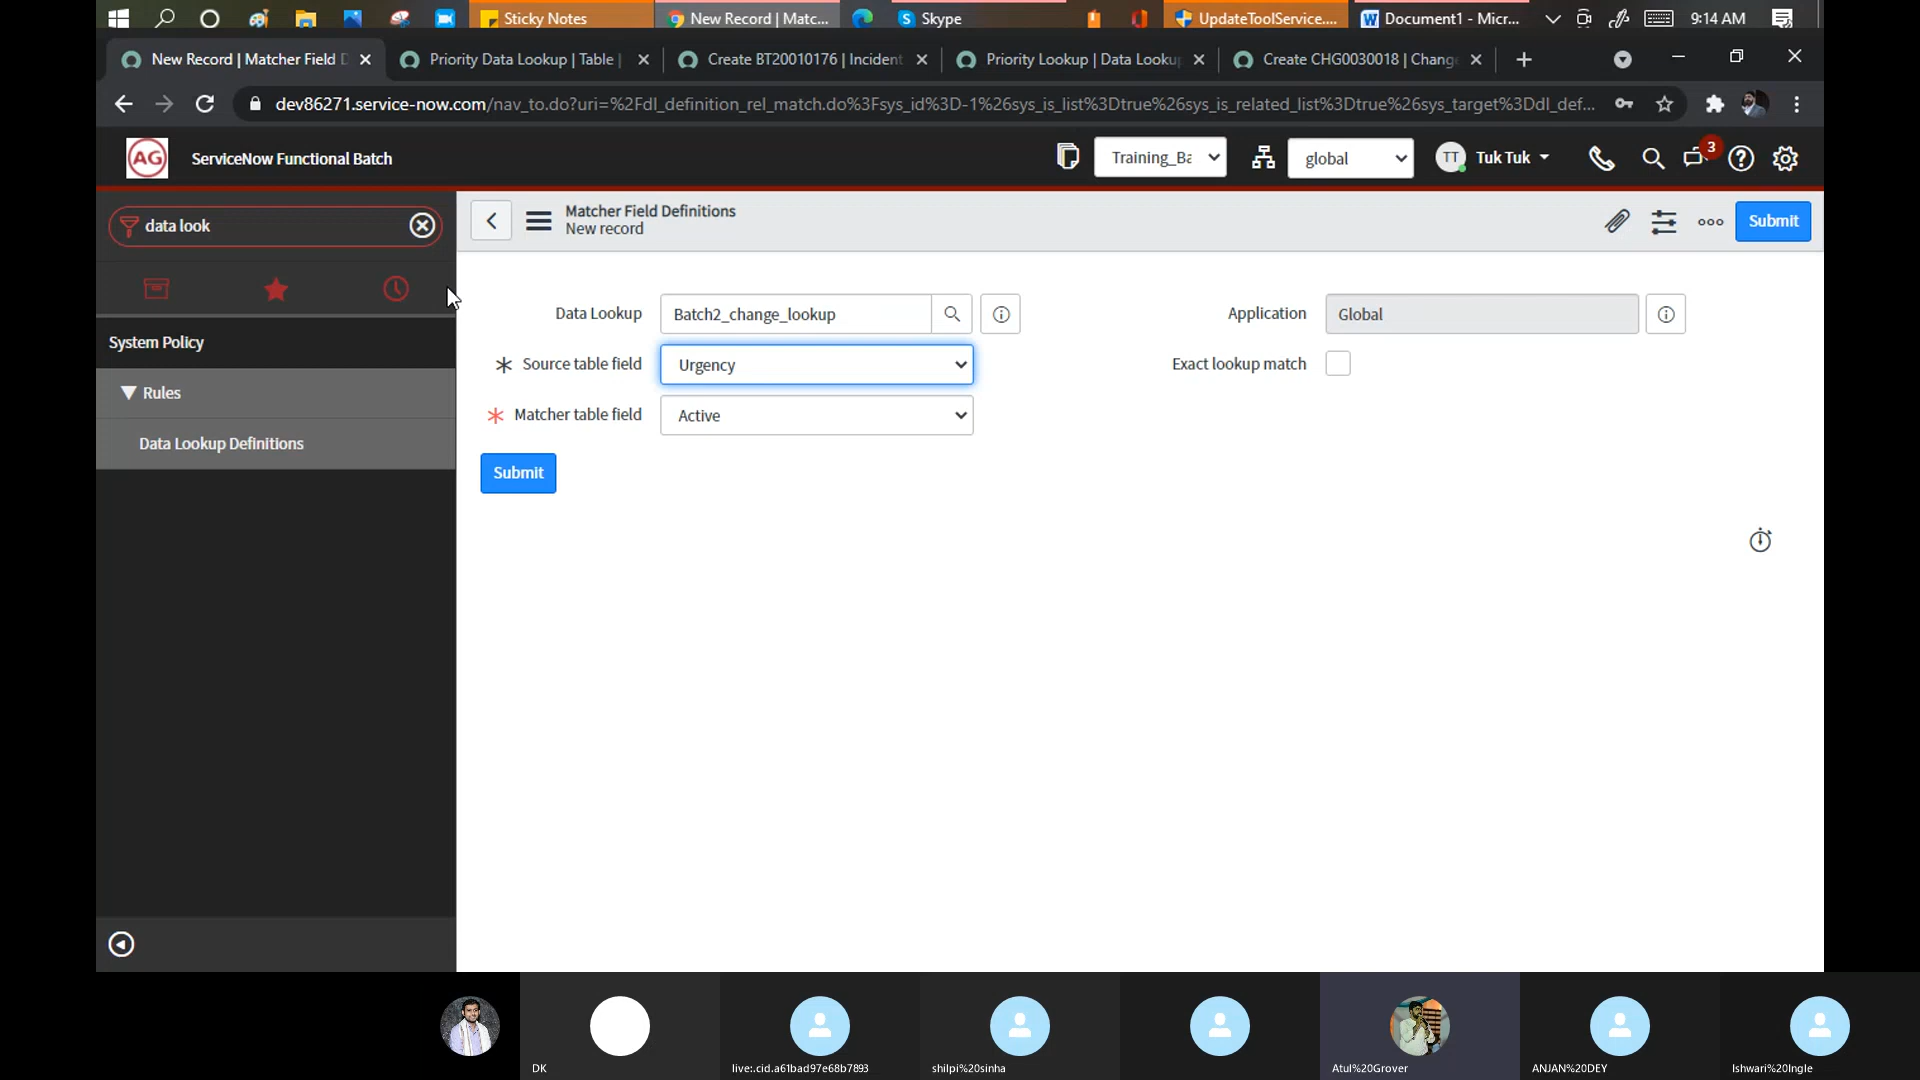 Sticky Notes
New Record | Matc...
Skype
UpdateToolService....
Document1 - Micr...
9:14 AM
New Record | Matcher Field D
Priority Data Lookup | Table |
Create BT20010176 | Incident
Priority Lookup | Data Lookup
Create CHG0030018 | Change
dev86271.service-now.com/nav_to.do?uri=%2Fdl_definition_rel_match.do%3Fsys_id%3D-1%26sys_is_list%3Dtrue%26sys_is_related_list%3Dtrue%26sys_target%3Ddl_def...
AG
ServiceNow Functional Batch
Training_Ba
global
TT
Tuk Tuk
3
data look
Matcher Field Definitions
New record
Submit
System Policy
Rules
Data Lookup Definitions
Data Lookup
Batch2_change_lookup
Application
Global
Source table field
Urgency
Exact lookup match
Matcher table field
Active
Submit
DK
live:.cid.a61bad97e68b7893
shilpi%20sinha
Atul%20Grover
ANJAN%20DEY
Ishwari%20Ingle